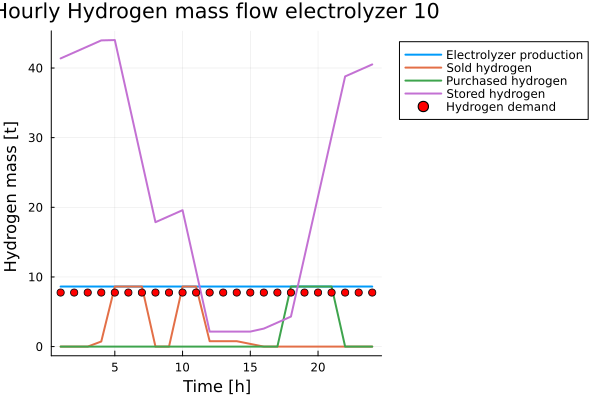 Hourly Hydrogen mass flow electrolyzer 10
Electrolyzer production
Sold hydrogen
Purchased hydrogen
Stored hydrogen
Hydrogen demand
Hydrogen mass [t]
40
30
20
10
0
5
10
15
20
Time [h]